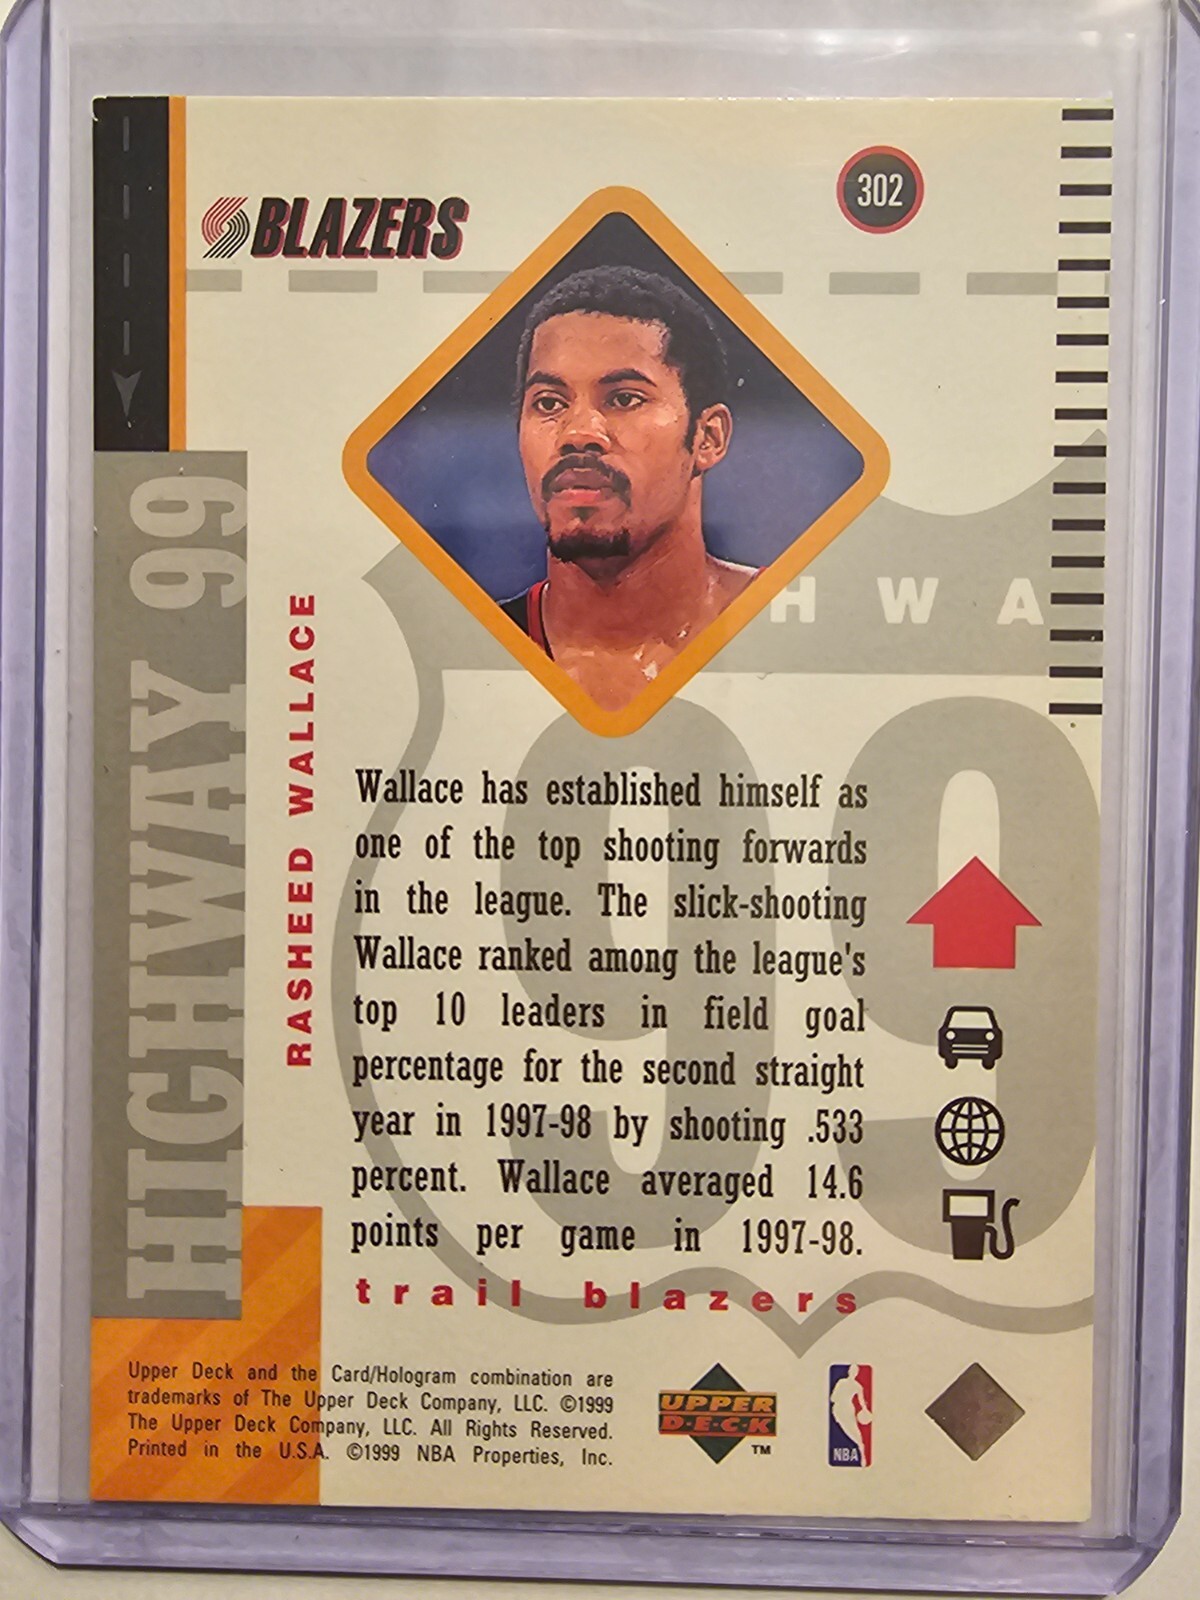 BLAZERS
302
HIGHWAY 99
RASHEED WALLACE
HWA
99
Wallace has established himself as
one of the top shooting forwards
in the league. The slick-shooting
Wallace ranked among the league's
top 10 leaders in field goal
percentage for the second straight
year in 1997-98 by shooting .533
percent. Wallace averaged 14.6
points per game in 1997-98.
trail blazers
Upper Deck and the Card/Hologram combination are
trademarks of The Upper Deck Company, LLC. ©1999
The Upper Deck Company, LLC. All Rights Reserved.
Printed in the U.S.A. ©1999 NBA Properties, Inc.
UPPER
D·E·C·K
TM
NBA